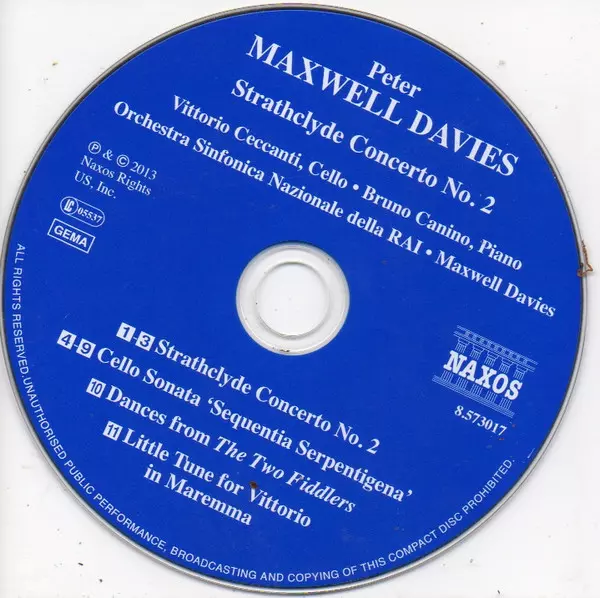 Peter
MAXWELL DAVIES
Strathclyde Concerto No. 2
Vittorio Ceccanti, Cello • Bruno Canino, Piano
Orchestra Sinfonica Nazionale della RAI • Maxwell Davies
Ⓟ & © 2013
Naxos Rights
US, Inc.
LC 05537
GEMA
NAXOS
8.573017
1-3 Strathclyde Concerto No. 2
4-9 Cello Sonata ‘Sequentia Serpentigena’
10 Dances from The Two Fiddlers
11 Little Tune for Vittorio
in Maremma
ALL RIGHTS RESERVED.UNAUTHORISED PUBLIC PERFORMANCE, BROADCASTING AND COPYING OF THIS COMPACT DISC PROHIBITED.